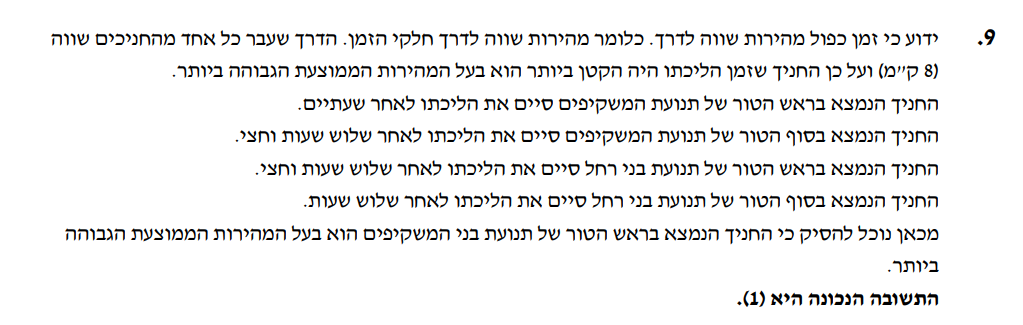 9. ידוע כי זמן כפול מהירות שווה לדרך. כלומר מהירות שווה לדרך חלקי הזמן. הדרך שעבר כל אחד מהחניכים שווה
(8 ק״מ) ועל כן החניך שזמן הליכתו היה הקטן ביותר הוא בעל המהירות הממוצעת הגבוהה ביותר.
החניך הנמצא בראש הטור של תנועת המשקיפים סיים את הליכתו לאחר שעתיים.
החניך הנמצא בסוף הטור של תנועת המשקיפים סיים את הליכתו לאחר שלוש שעות וחצי.
החניך הנמצא בראש הטור של תנועת בני רחל סיים את הליכתו לאחר שלוש שעות וחצי.
החניך הנמצא בסוף הטור של תנועת בני רחל סיים את הליכתו לאחר שלוש שעות.
מכאן נוכל להסיק כי החניך הנמצא בראש הטור של תנועת בני המשקיפים הוא בעל המהירות הממוצעת הגבוהה
ביותר.
התשובה הנכונה היא (1).